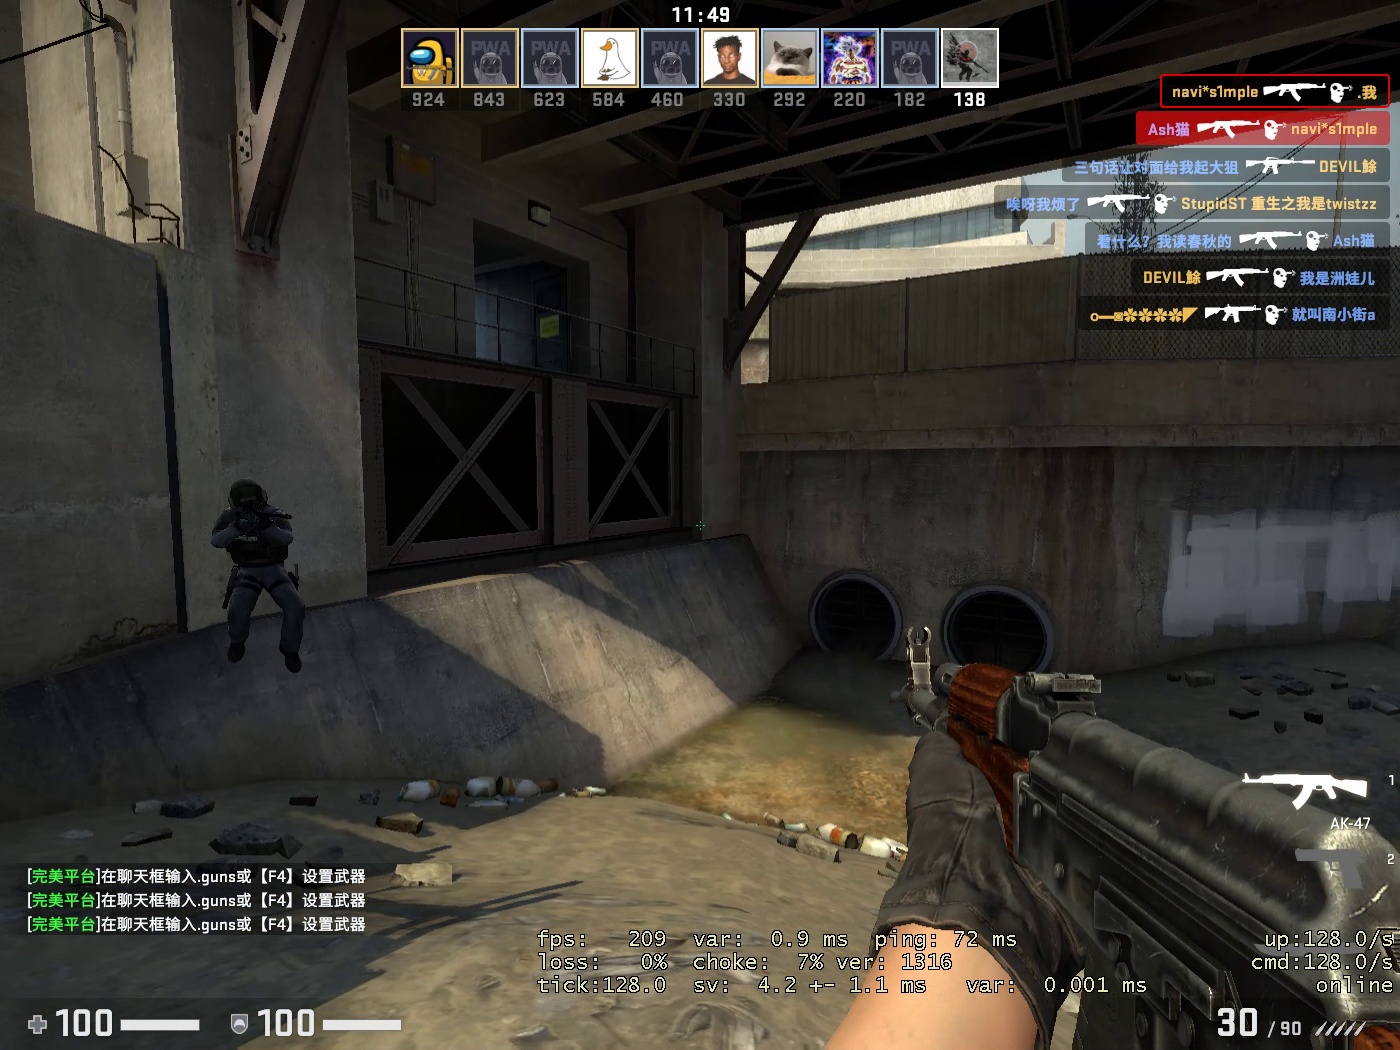 11:49
PWA PWA PWA PWA
924 843 623 584 460 330 292 220 182 138
navi*s1mple .我
Ash猫 navi*s1mple
三句话让对面给我起大狙 DEVIL餘
唉呀我烦了 StupidST 重生之我是twistzz
看什么？我读春秋的 Ash猫
DEVIL餘 我是洲娃儿
就叫南小街a
1
AK-47
2
[完美平台]在聊天框输入.guns或【F4】设置武器
[完美平台]在聊天框输入.guns或【F4】设置武器
[完美平台]在聊天框输入.guns或【F4】设置武器
fps: 209 var: 0.9 ms ping: 72 ms
loss: 0% choke: 7% ver: 1316
tick:128.0 sv: 4.2 +- 1.1 ms var: 0.001 ms
up:128.0/s
cmd:128.0/s
online
100 100
30 / 90